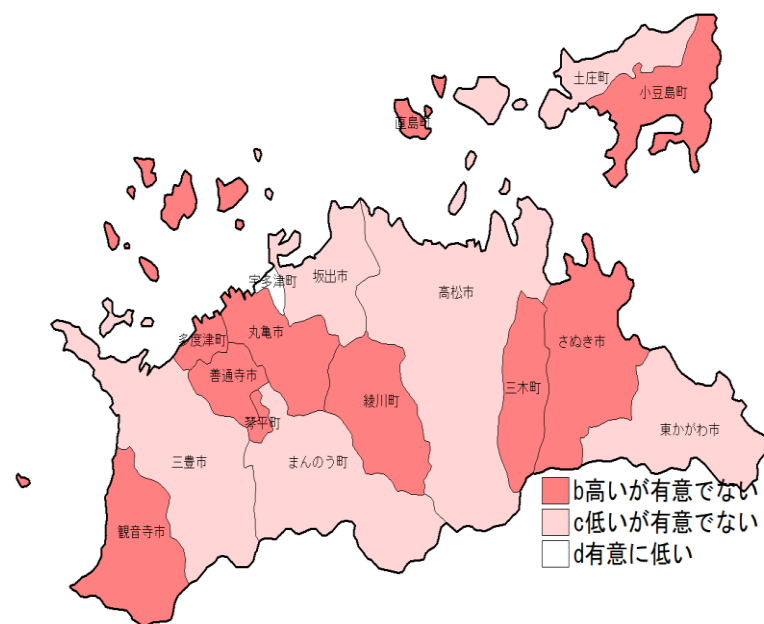 土庄町
小豆島町
直島町
宇多津町
坂出市
高松市
多度津町
丸亀市
さぬき市
善通寺市
綾川町
三木町
琴平町
東かがわ市
三豊市
まんのう町
観音寺市
b高いが有意でない
c低いが有意でない
d有意に低い